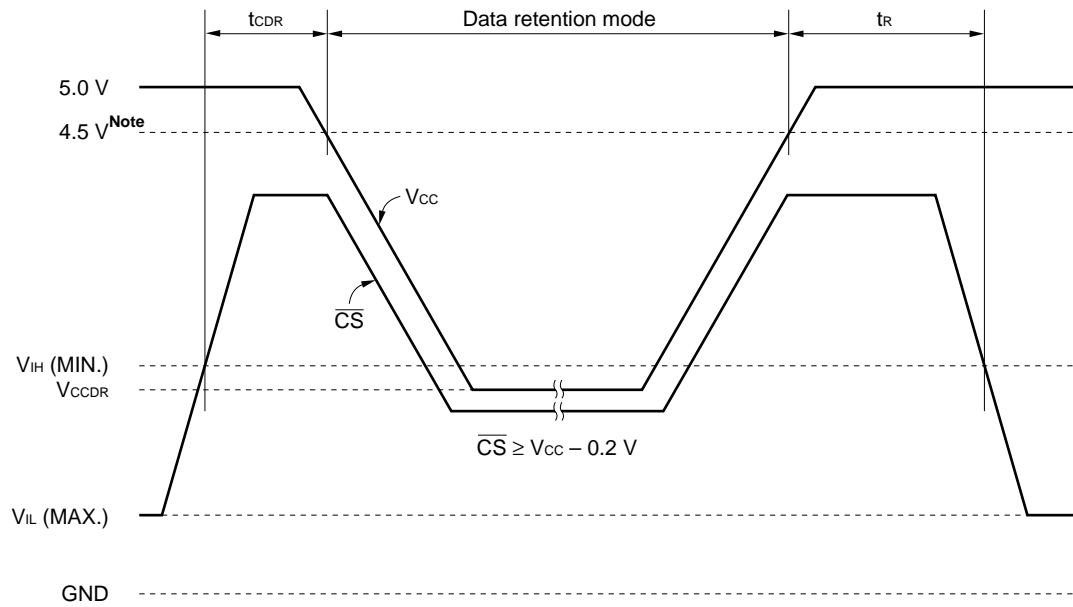 tCDR Data retention mode tR
5.0 V
4.5 V Note
VCC
CS
VIH (MIN.)
VCCDR
CS ≥ VCC – 0.2 V
VIL (MAX.)
GND